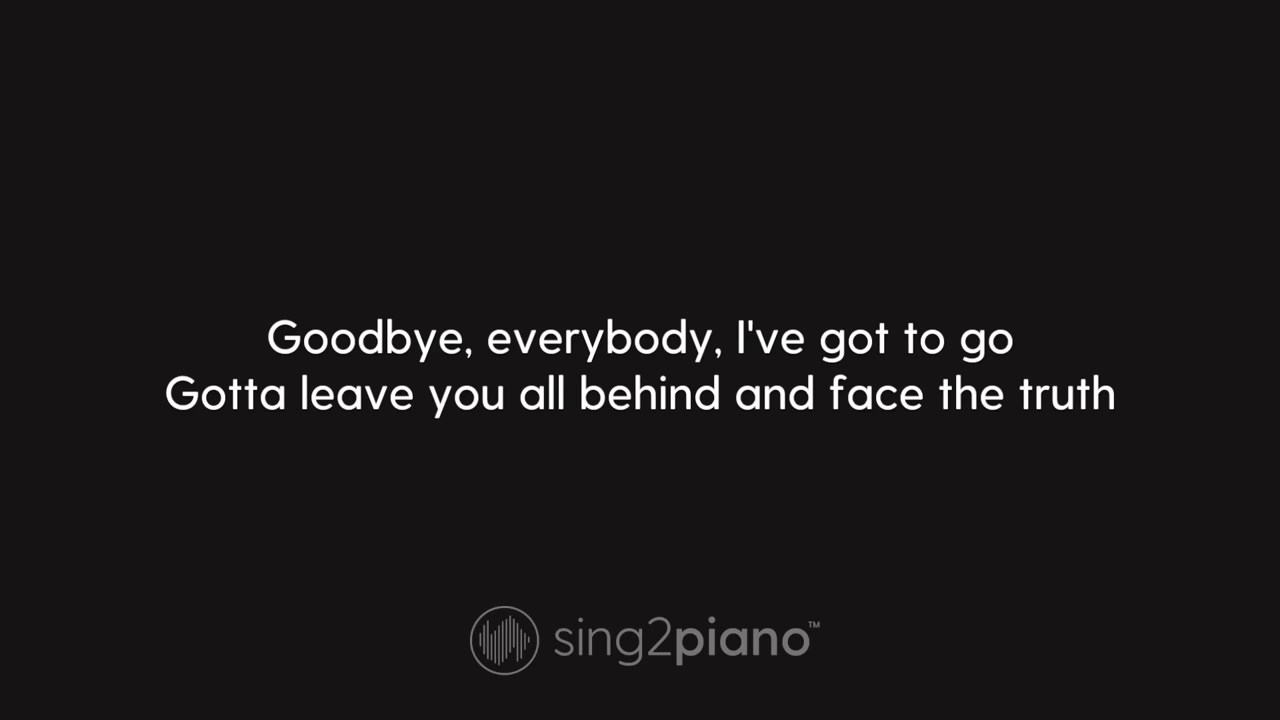 Goodbye, everybody, I've got to go
Gotta leave you all behind and face the truth
sing2piano™